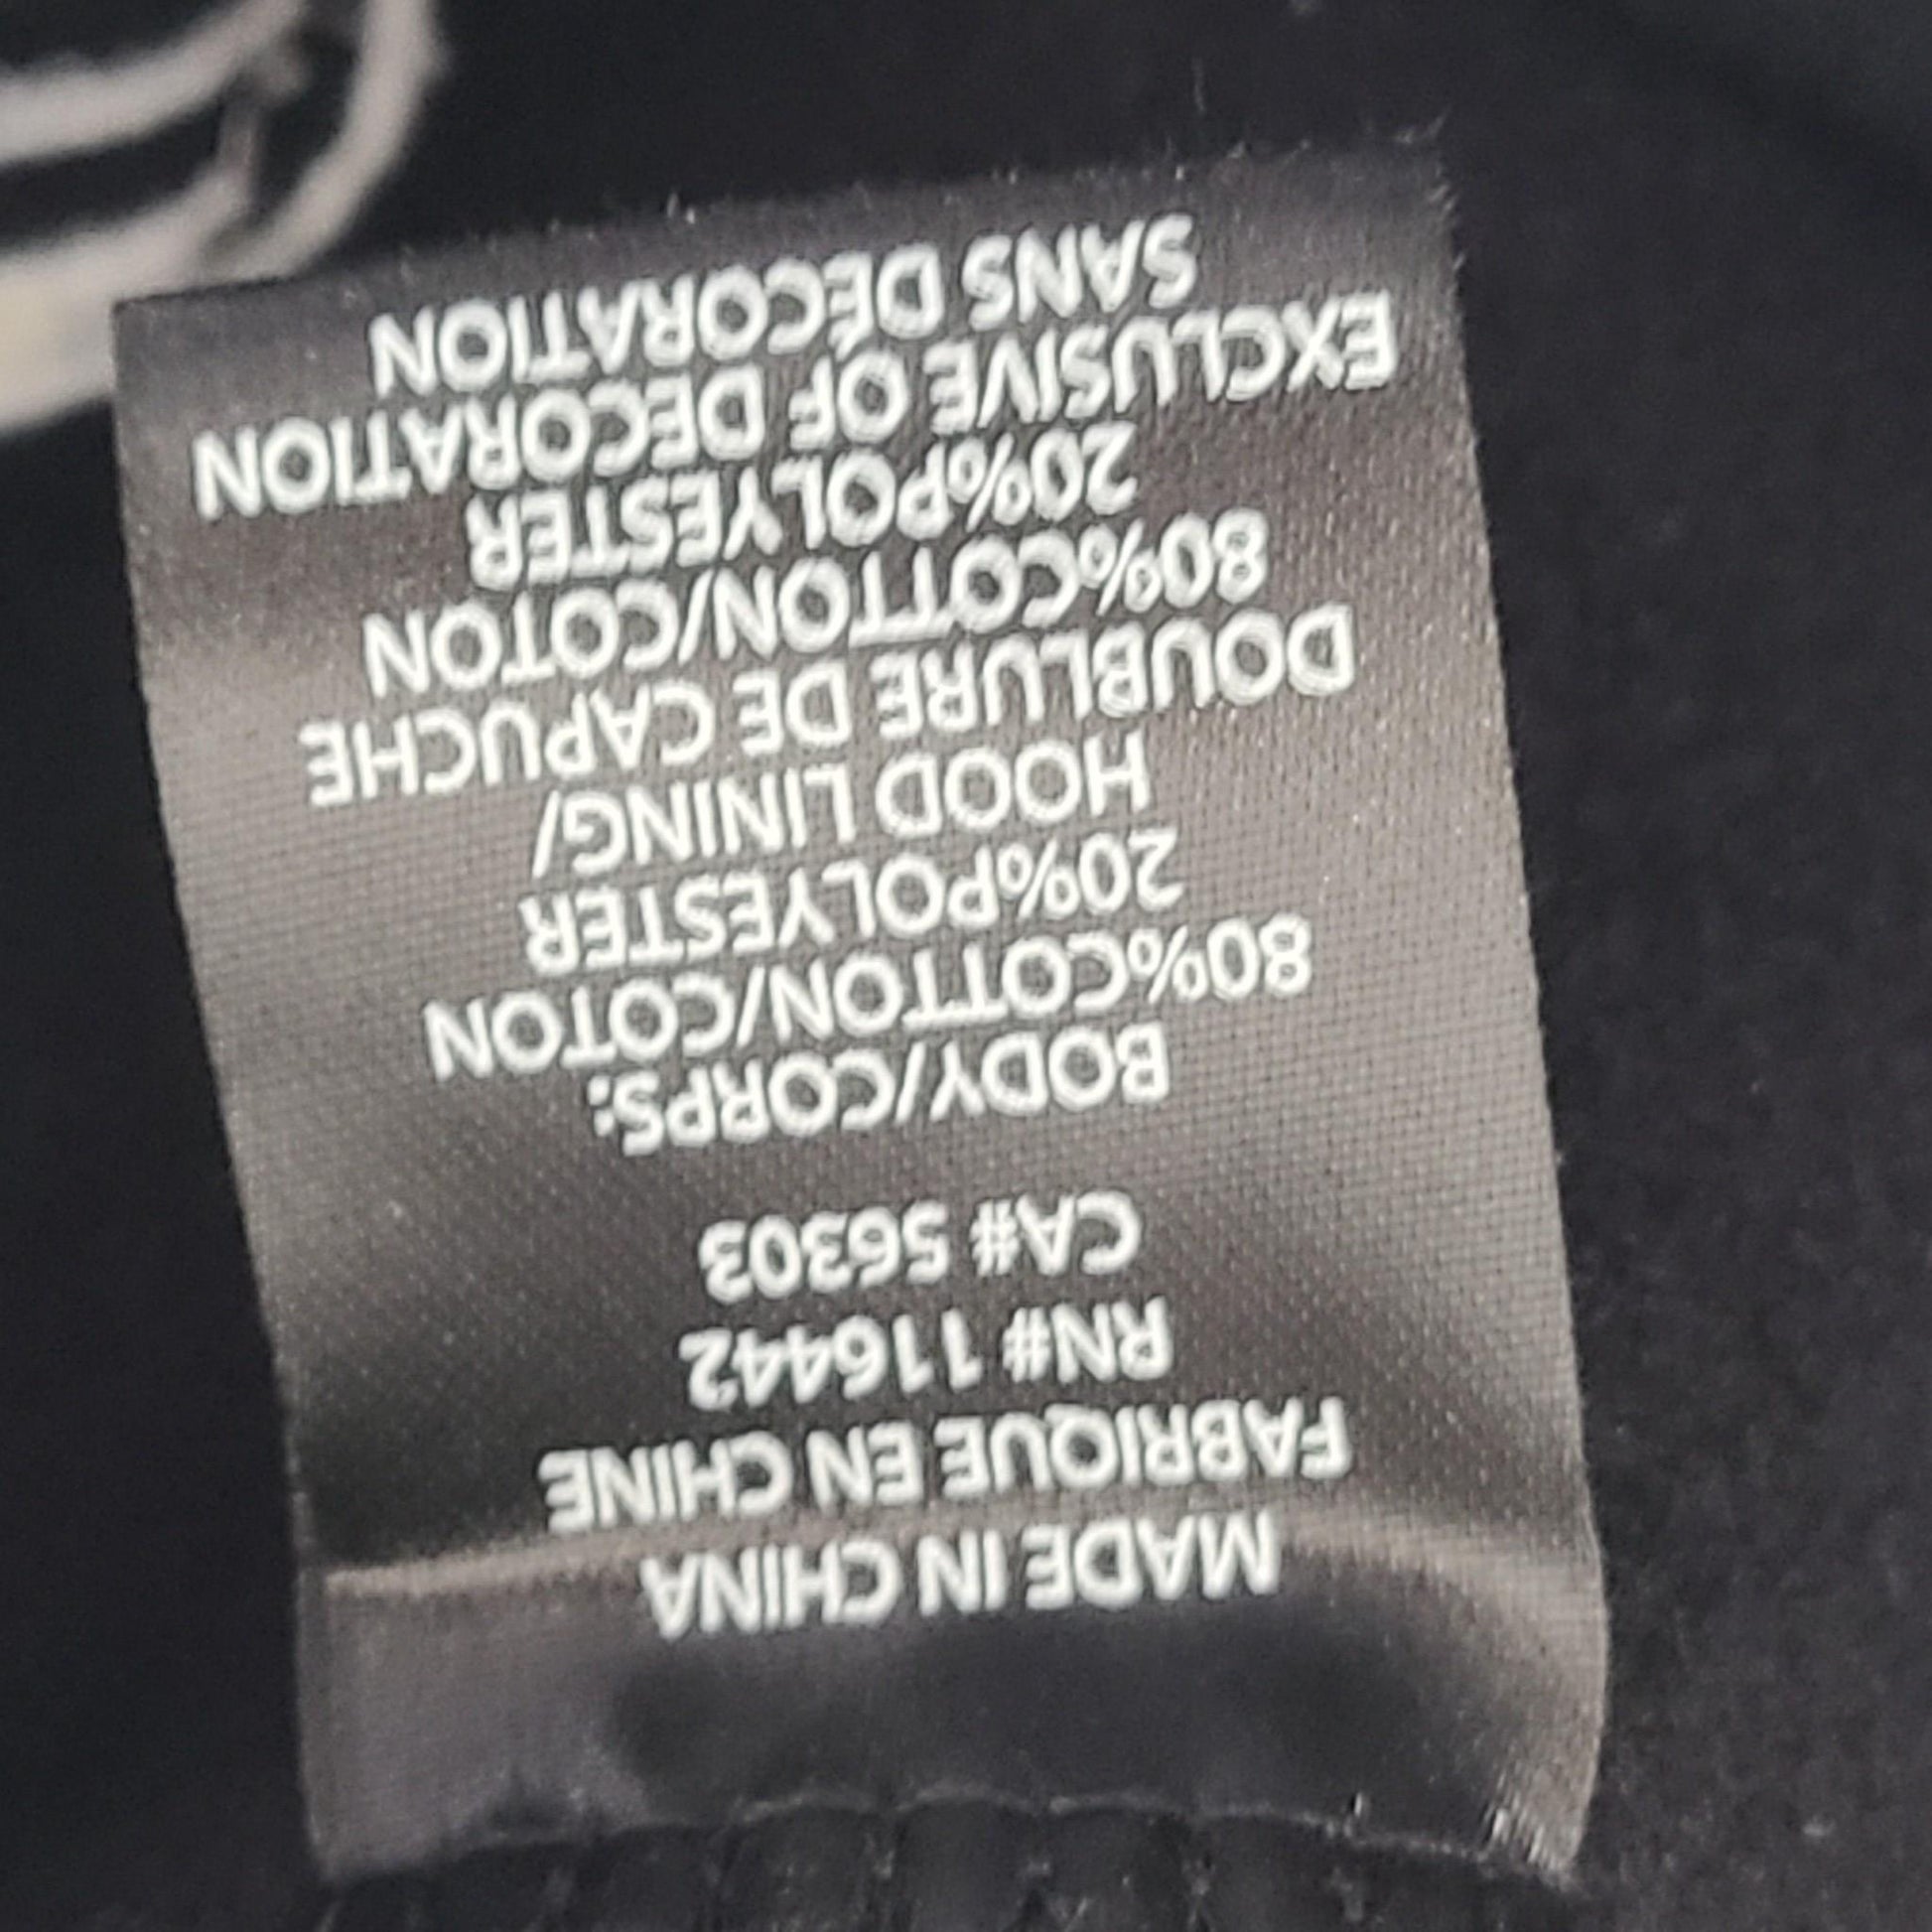 MADE IN CHINA
FABRIQUE EN CHINE
RN# 116442
CA# 56303
BODY/CORPS:
80%COTTON/COTON
20%POLYESTER
HOOD LINING/
DOUBLURE DE CAPUCHE
80%COTTON/COTON
20%POLYESTER
EXCLUSIVE OF DECORATION
SANS DÉCORATION